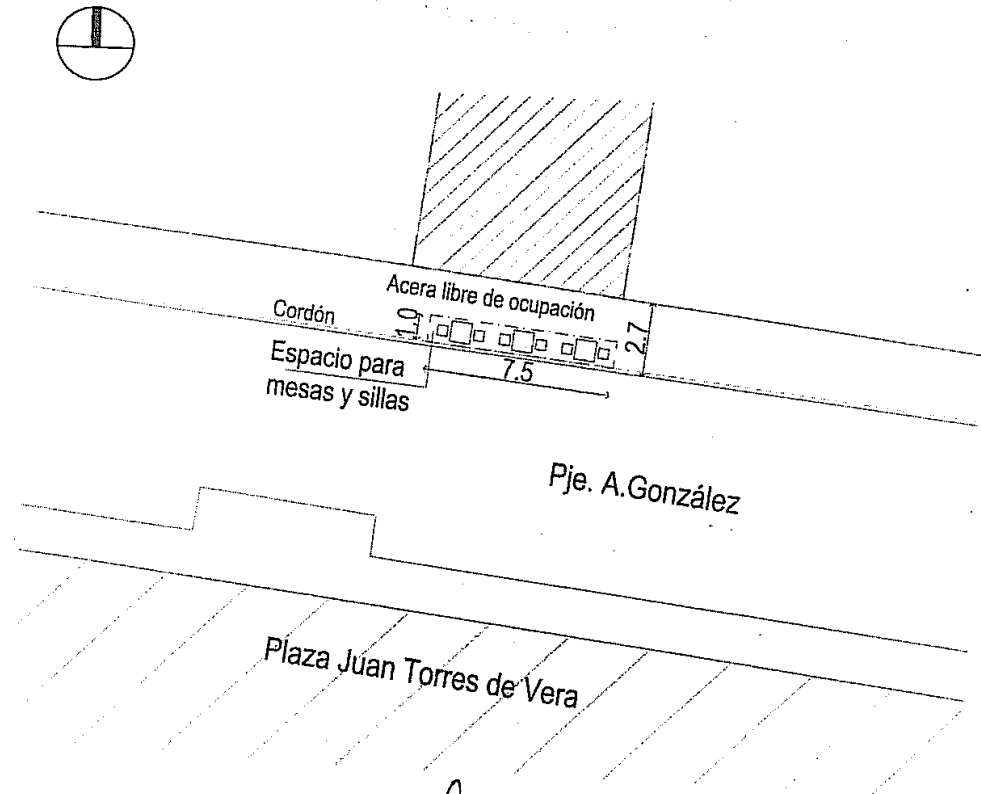 Acera libre de ocupación
Cordón
1.0
2.7
Espacio para
mesas y sillas
7.5
Pje. A.González
Plaza Juan Torres de Vera